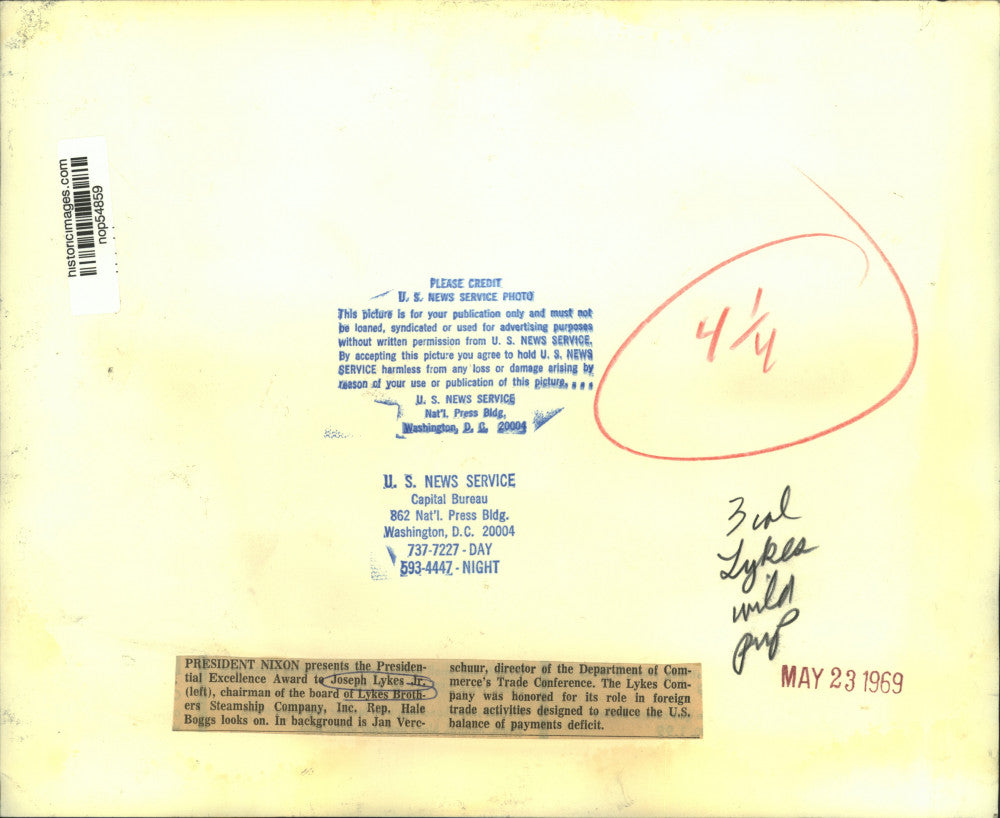 historicimages.com
nop54859
PLEASE CREDIT
U. S. NEWS SERVICE PHOTO
This picture is for your publication only and must not
be loaned, syndicated or used for advertising purposes
without written permission from U. S. NEWS SERVICE.
By accepting this picture you agree to hold U. S. NEWS
SERVICE harmless from any loss or damage arising by
reason of your use or publication of this picture. . . .
U. S. NEWS SERVICE
Nat'l. Press Bldg.
Washington, D. C. 20004
4 1/4
U. S. NEWS SERVICE
Capital Bureau
862 Nat'l. Press Bldg.
Washington, D.C. 20004
737-7227 - DAY
593-4447 - NIGHT
3 col
Lykes
wild
MAY 23 1969
PRESIDENT NIXON presents the Presiden-
tial Excellence Award to Joseph Lykes Jr.
(left), chairman of the board of Lykes Broth-
ers Steamship Company, Inc. Rep. Hale
Boggs looks on. In background is Jan Verc-
schuur, director of the Department of Com-
merce's Trade Conference. The Lykes Com-
pany was honored for its role in foreign
trade activities designed to reduce the U.S.
balance of payments deficit.